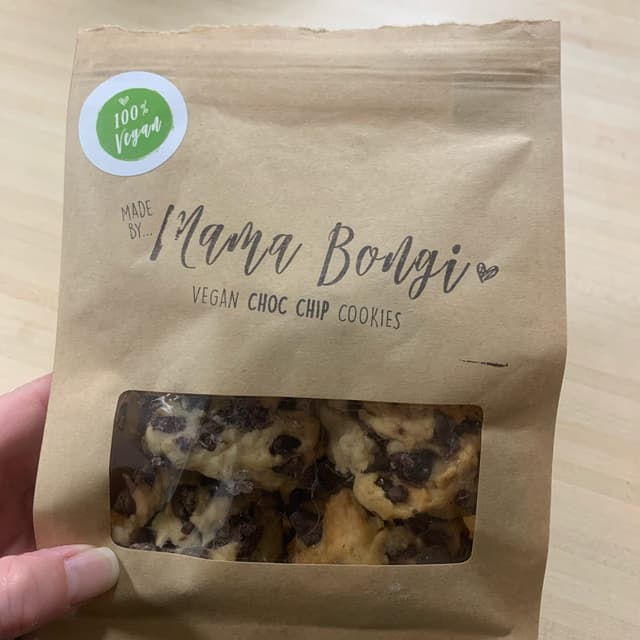 100%
Vegan
MADE
BY...
Mama Bongi
VEGAN CHOC CHIP COOKIES